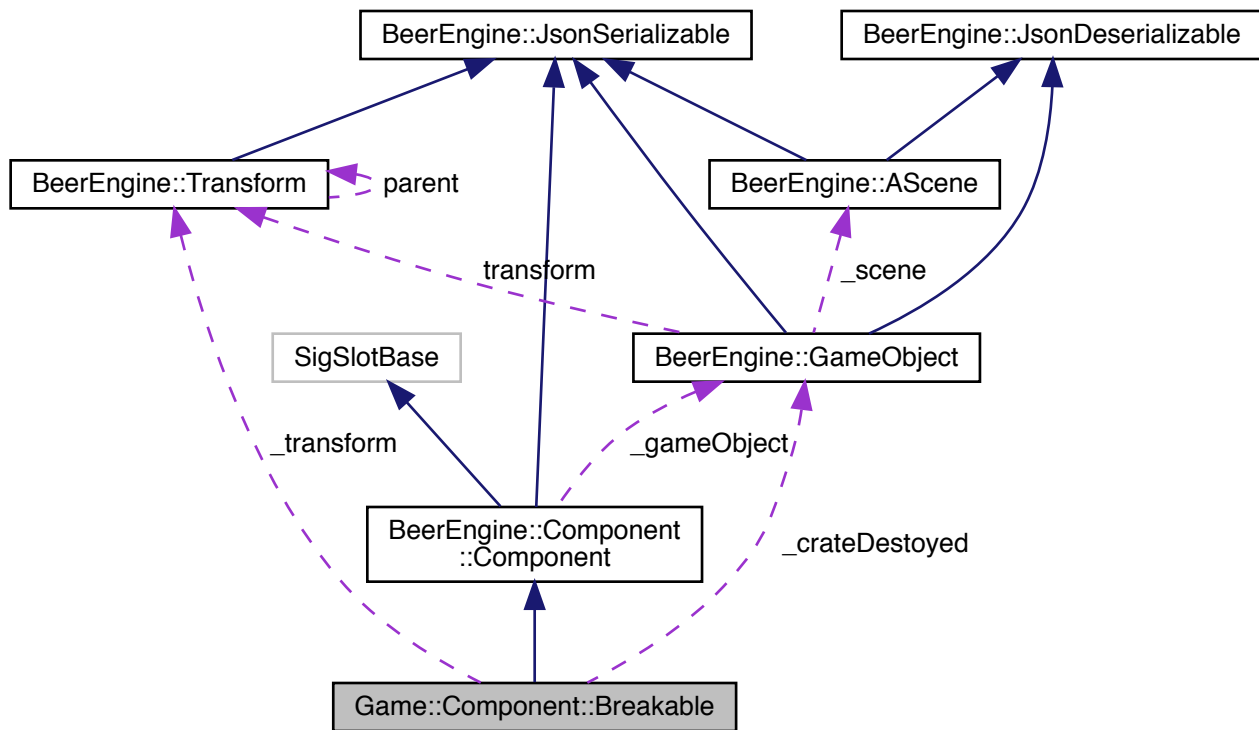 BeerEngine::JsonSerializable
BeerEngine::JsonDeserializable
BeerEngine::Transform
parent
BeerEngine::AScene
transform
_scene
SigSlotBase
BeerEngine::GameObject
_transform
_gameObject
BeerEngine::Component
::Component
_crateDestoyed
Game::Component::Breakable